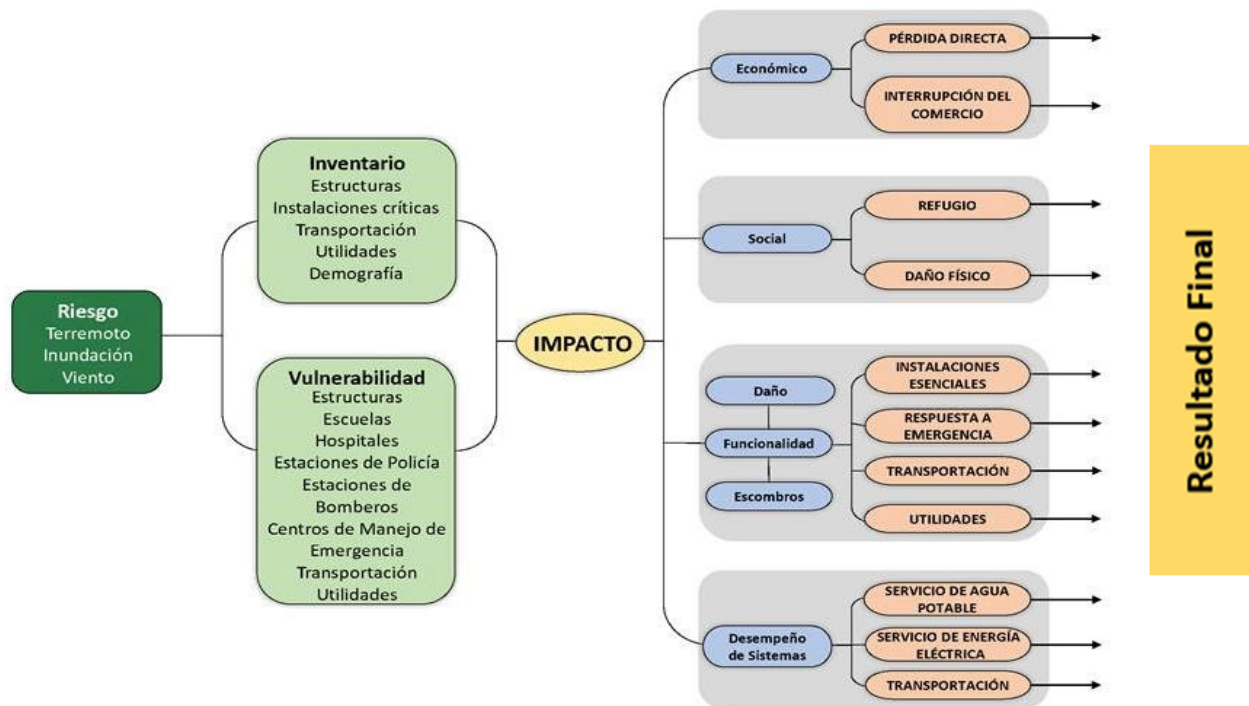 Riesgo
Terremoto
Inundación
Viento
Inventario
Estructuras
Instalaciones críticas
Transportación
Utilidades
Demografía
Vulnerabilidad
Estructuras
Escuelas
Hospitales
Estaciones de Policía
Estaciones de
Bomberos
Centros de Manejo de
Emergencia
Transportación
Utilidades
IMPACTO
Económico
PÉRDIDA DIRECTA
INTERRUPCIÓN DEL
COMERCIO
Social
REFUGIO
DAÑO FÍSICO
Daño
Funcionalidad
Escombros
INSTALACIONES
ESENCIALES
RESPUESTA A
EMERGENCIA
TRANSPORTACIÓN
UTILIDADES
Desempeño
de Sistemas
SERVICIO DE AGUA
POTABLE
SERVICIO DE ENERGÍA
ELÉCTRICA
TRANSPORTACIÓN
Resultado Final